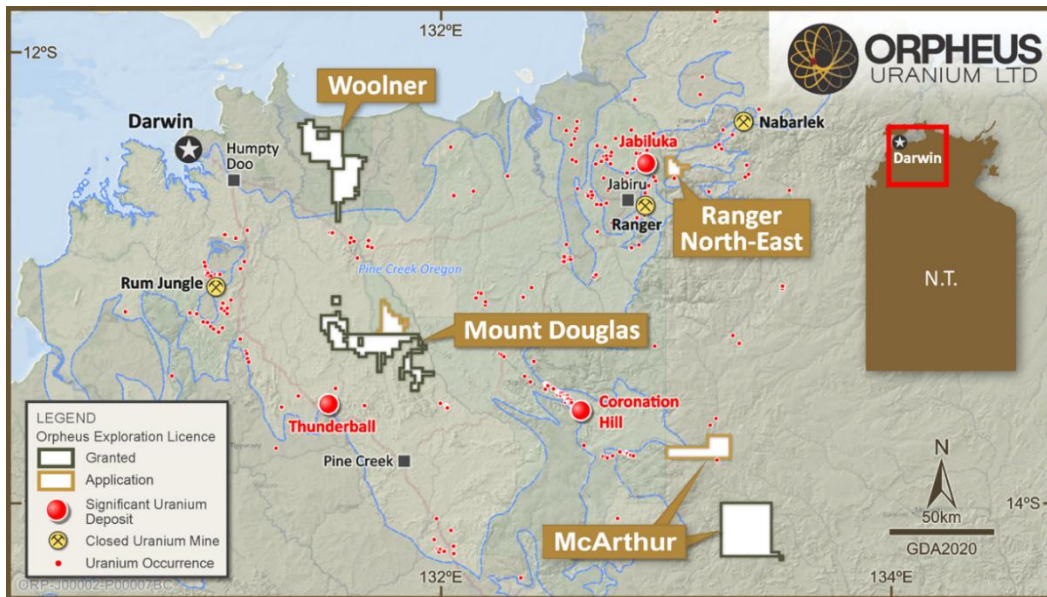 132°E
12°S
ORPHEUS
URANIUM LTD
Woolner
Darwin
Humpty
Doo
Nabarlek
Jabiluka
Jabiru
Ranger
Ranger
North-East
Darwin
N.T.
Pine Creek Oregon
Rum Jungle
Mount Douglas
Thunderball
Coronation
Hill
Pine Creek
McArthur
LEGEND
Orpheus Exploration Licence
Granted
Application
Significant Uranium
Deposit
Closed Uranium Mine
Uranium Occurrence
ORP-J00002-P00007BC
N
50km
GDA2020
14°S
132°E
134°E